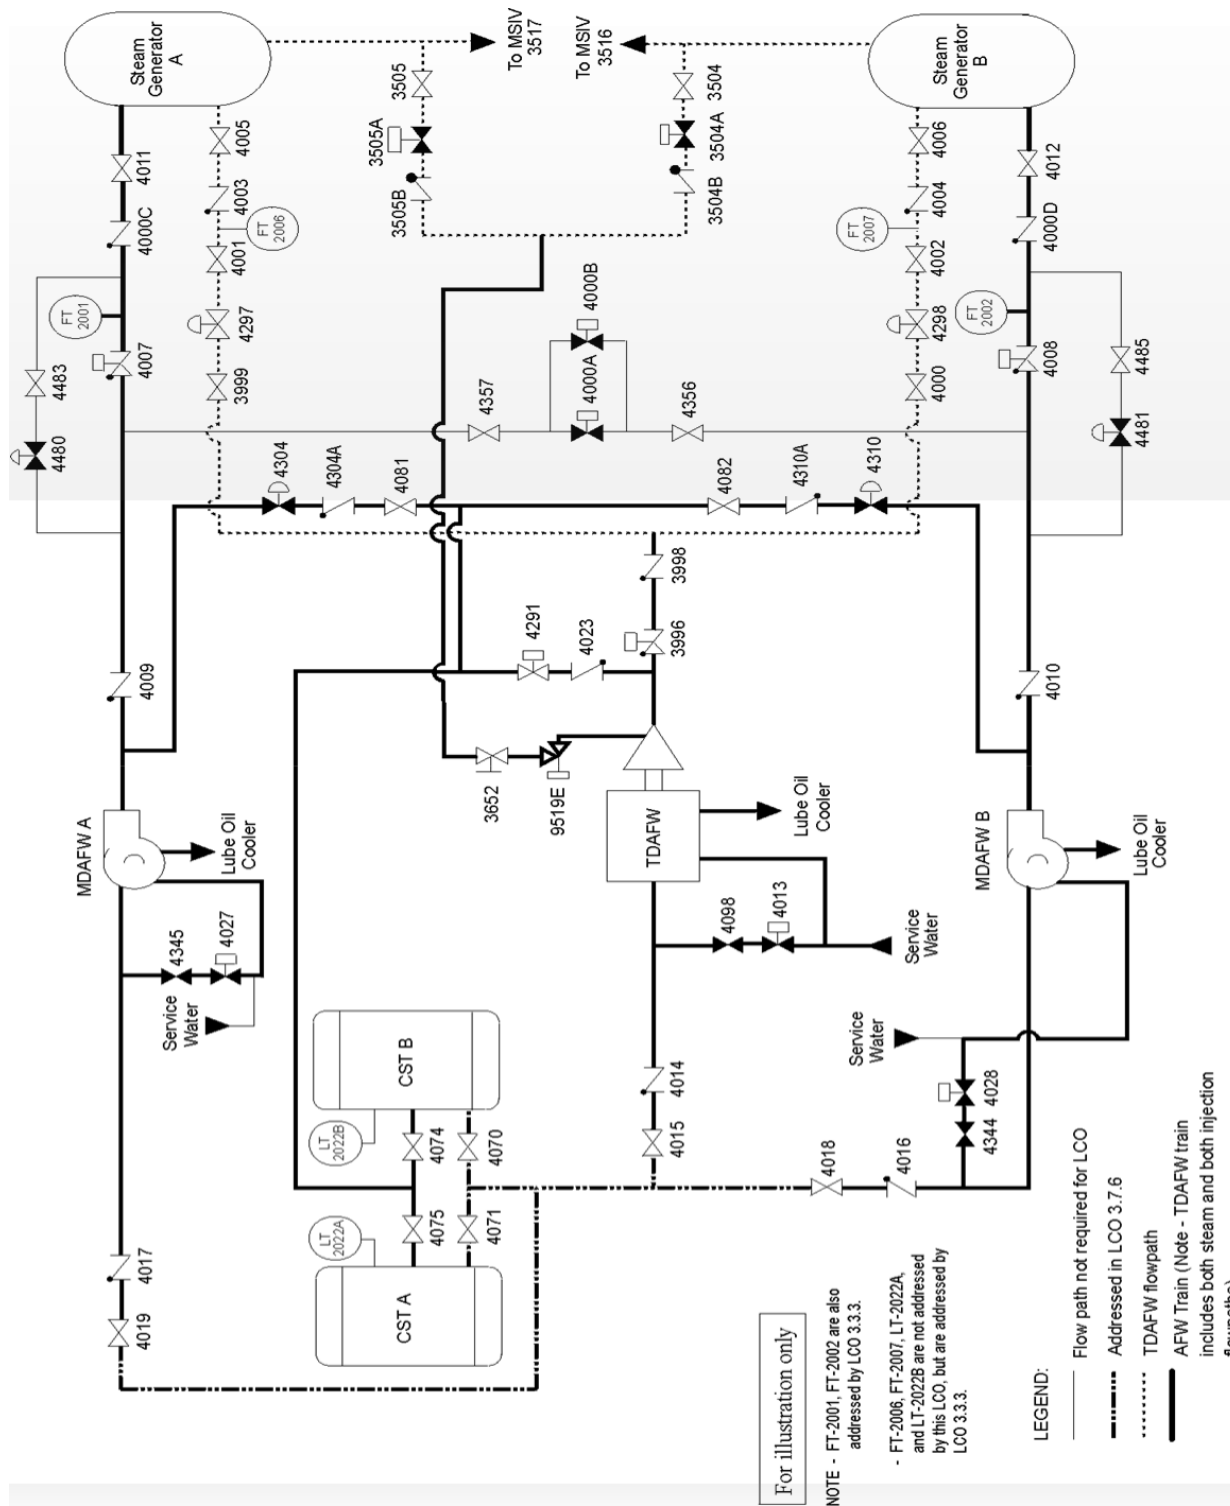 Steam
Generator
A
To MSIV
3517
To MSIV
3516
Steam
Generator
B
4011
4005
3505
3504
4006
4012
4000C
4003
3505A
3504A
4004
4000D
3505B
3504B
FT
2001
4001
FT
2006
FT
2007
4002
FT
2002
4007
4297
4000B
4298
4008
4483
3999
4357
4000A
4356
4000
4485
4480
4304
4304A
4081
4082
4310A
4310
4481
3998
4009
4291
4023
3996
4010
3652
9519E
MDAFW A
Lube Oil
Cooler
TDAFW
Lube Oil
Cooler
MDAFW B
Lube Oil
Cooler
4345
4027
Service
Water
4098
4013
Service
Water
Service
Water
CST B
LT
2022B
4074
4070
4014
4015
4028
4344
4018
4016
4017
4019
LT
2022A
4075
4071
CST A
For illustration only
NOTE - FT-2001, FT-2002 are also
addressed by LCO 3.3.3.
- FT-2006, FT-2007, LT-2022A,
and LT-2022B are not addressed
by this LCO, but are addressed by
LCO 3.3.3.
LEGEND:
Flow path not required for LCO
Addressed in LCO 3.7.6
TDAFW flowpath
AFW Train (Note - TDAFW train
includes both steam and both injection